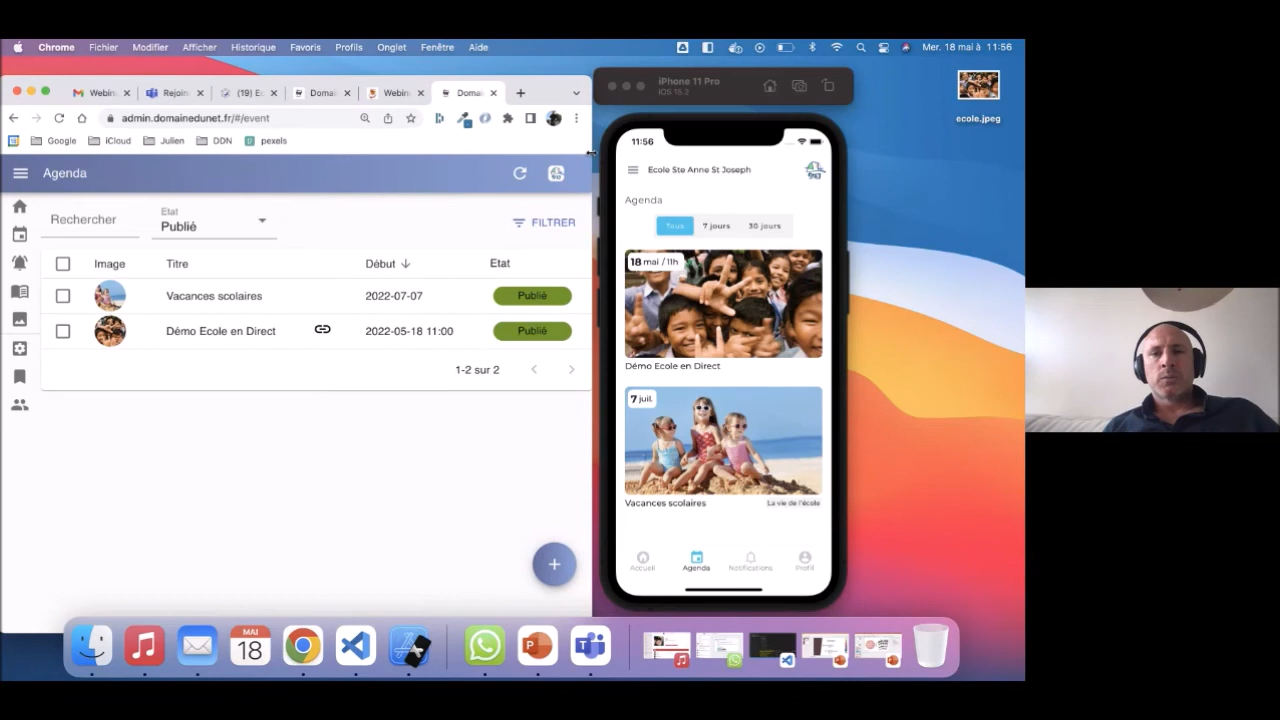 Chrome Fichier Modifier Afficher Historique Favoris Profils Onglet Fenêtre Aide
Mer. 18 mai à 11:56
Webin
Rejoin
(19) E
Domai
Webin
Domai
admin.domainedunet.fr/#/event
Google iCloud Julien DDN pexels
Agenda
Rechercher
Etat
Publié
FILTRER
Image Titre Début Etat
Vacances scolaires 2022-07-07 Publié
Démo Ecole en Direct 2022-05-18 11:00 Publié
1-2 sur 2
iPhone 11 Pro
iOS 15.2
11:56
Ecole Ste Anne St Joseph
Agenda
Tous 7 jours 30 jours
18 mai / 11h
Démo Ecole en Direct
7 juil.
Vacances scolaires La vie de l'école
Accueil Agenda Notifications Profil
ecole.jpeg
MAI
18